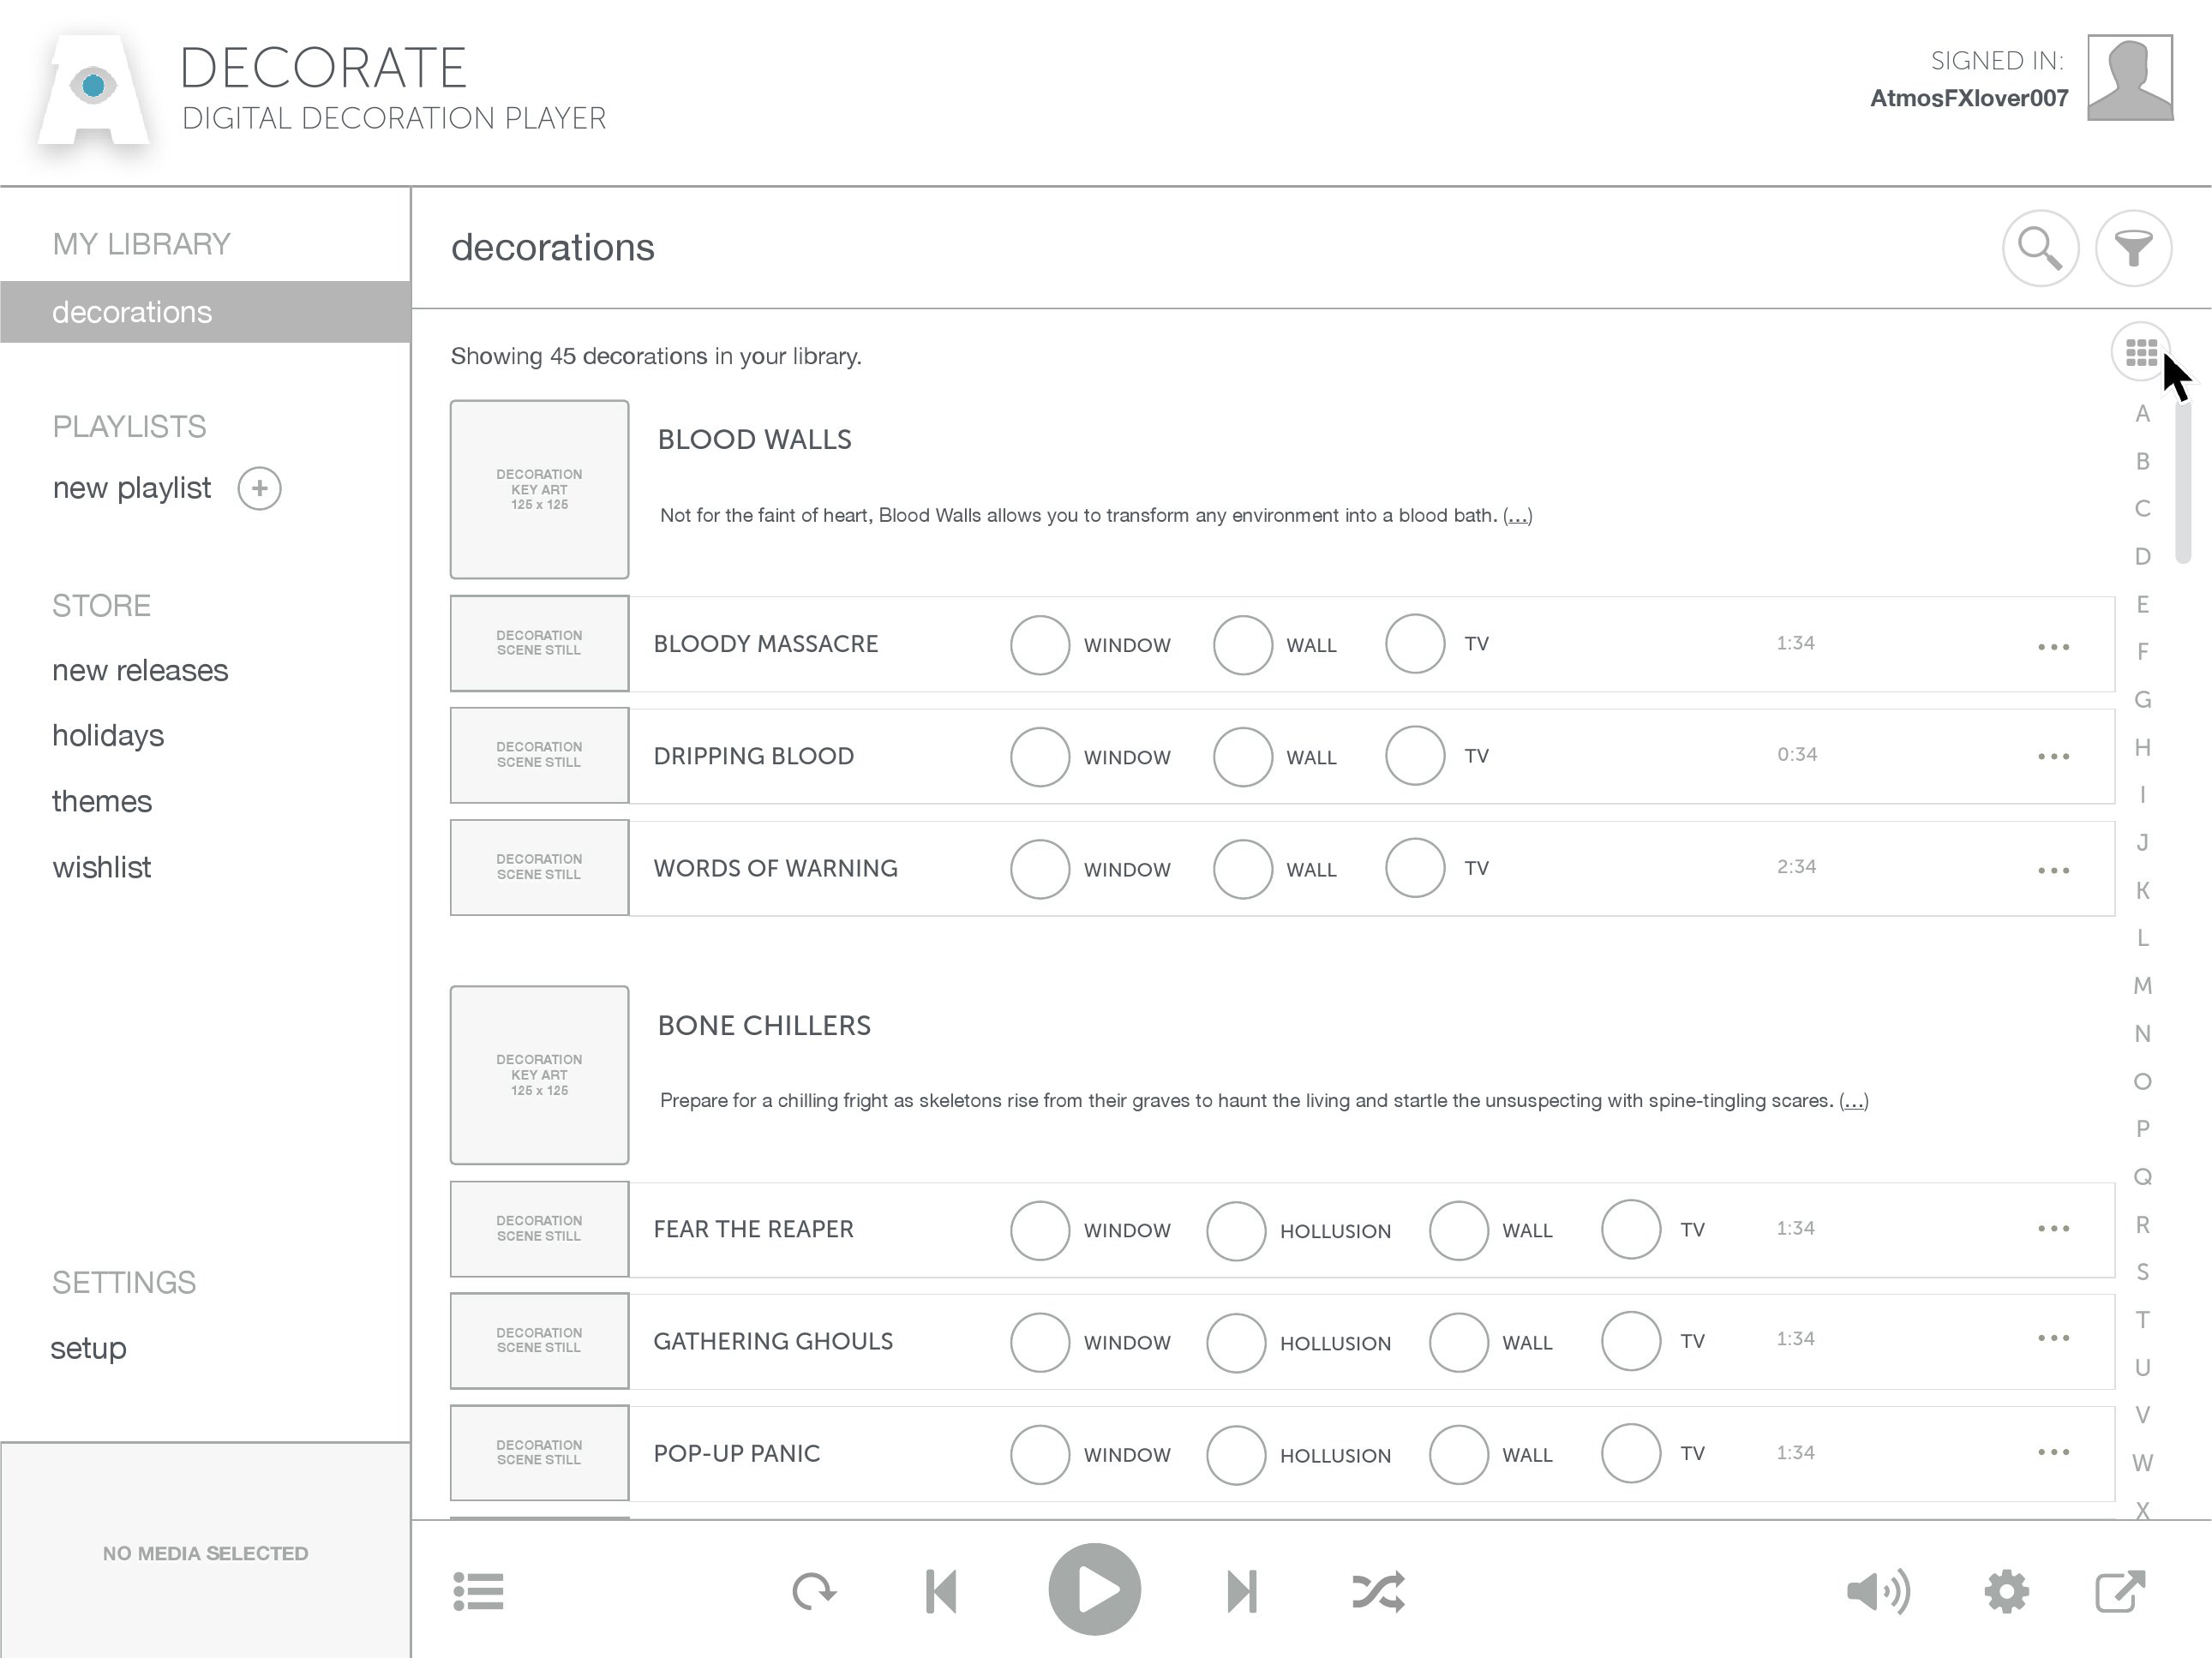 DECORATE
DIGITAL DECORATION PLAYER
SIGNED IN:
AtmosFXlover007
MY LIBRARY
decorations
PLAYLISTS
new playlist
STORE
new releases
holidays
themes
wishlist
SETTINGS
setup
NO MEDIA SELECTED
decorations
Showing 45 decorations in your library.
DECORATION
KEY ART
125 x 125
BLOOD WALLS
Not for the faint of heart, Blood Walls allows you to transform any environment into a blood bath. (...)
DECORATION
SCENE STILL
BLOODY MASSACRE WINDOW WALL TV 1:34
DECORATION
SCENE STILL
DRIPPING BLOOD WINDOW WALL TV 0:34
DECORATION
SCENE STILL
WORDS OF WARNING WINDOW WALL TV 2:34
DECORATION
KEY ART
125 x 125
BONE CHILLERS
Prepare for a chilling fright as skeletons rise from their graves to haunt the living and startle the unsuspecting with spine-tingling scares. (...)
DECORATION
SCENE STILL
FEAR THE REAPER WINDOW HOLLUSION WALL TV 1:34
DECORATION
SCENE STILL
GATHERING GHOULS WINDOW HOLLUSION WALL TV 1:34
DECORATION
SCENE STILL
POP-UP PANIC WINDOW HOLLUSION WALL TV 1:34
A
B
C
D
E
F
G
H
I
J
K
L
M
N
O
P
Q
R
S
T
U
V
W
X